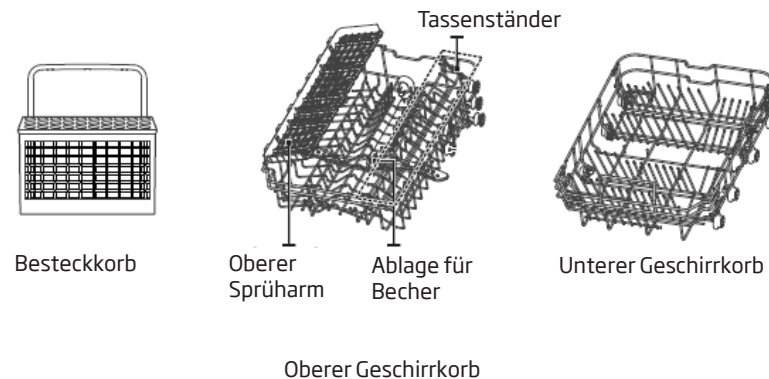 Tassenständer
Besteckkorb
Oberer
Sprüharm
Ablage für
Becher
Unterer Geschirrkorb
Oberer Geschirrkorb